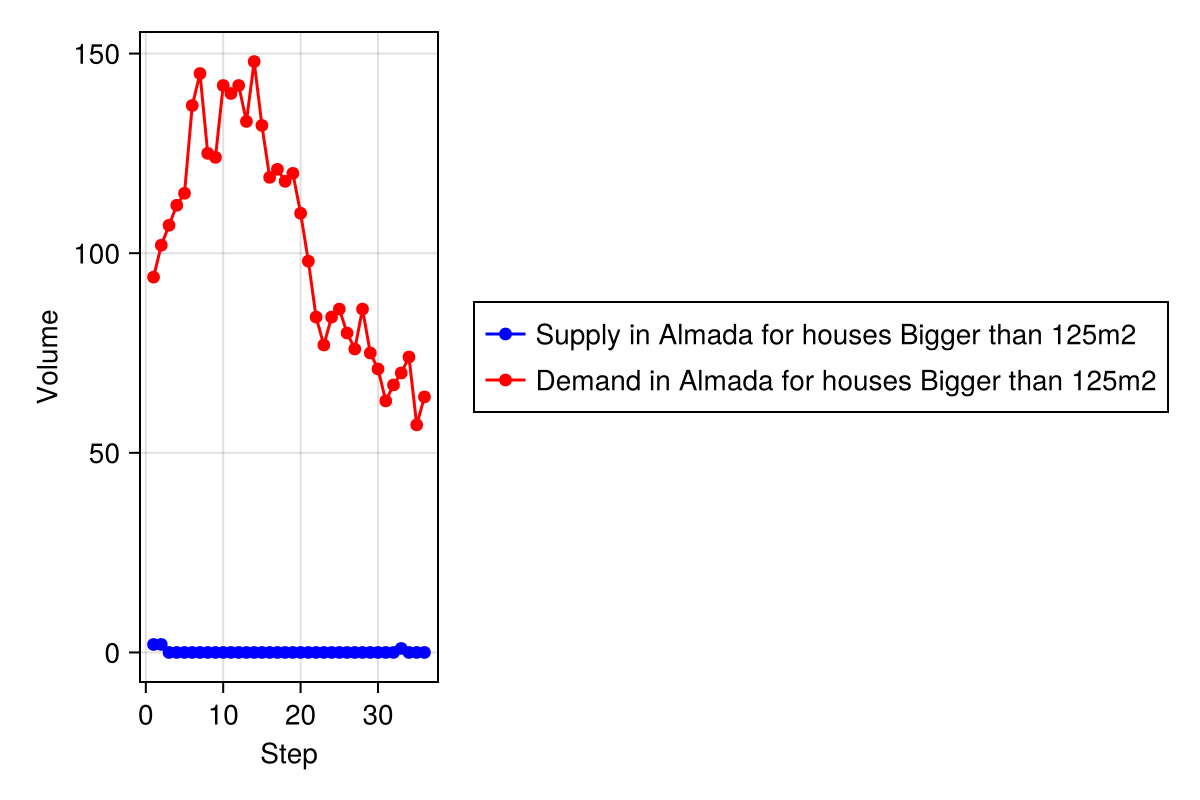 150
100
50
0
Volume
0 10 20 30
Step
Supply in Almada for houses Bigger than 125m2
Demand in Almada for houses Bigger than 125m2